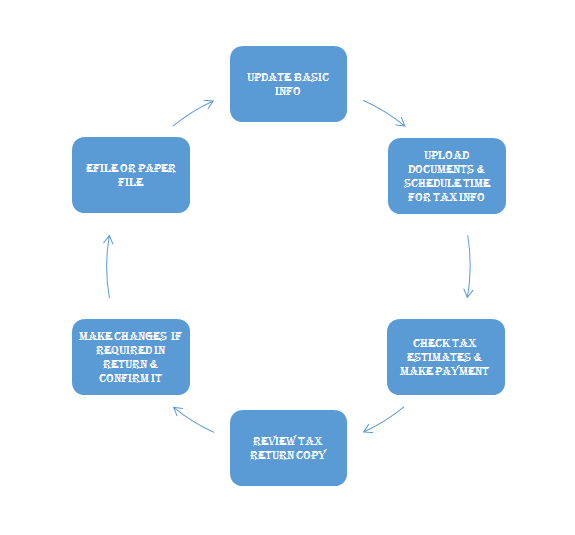 UPDATE BASIC
INFO
UPLOAD
DOCUMENTS &
SCHEDULE TIME
FOR TAX INFO
CHECK TAX
ESTIMATES &
MAKE PAYMENT
REVIEW TAX
RETURN COPY
MAKE CHANGES IF
REQUIRED IN
RETURN &
CONFIRM IT
EFILE OR PAPER
FILE